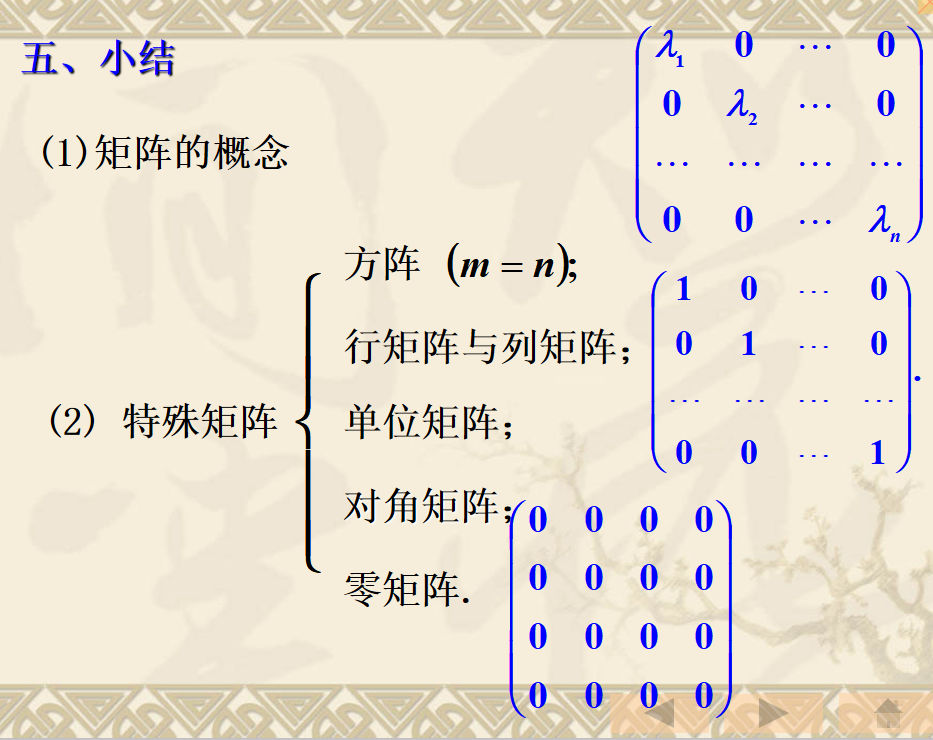 五、小结
(1)矩阵的概念
(2) 特殊矩阵
方阵 (m = n);
行矩阵与列矩阵;
单位矩阵;
对角矩阵;
零矩阵.
λ1 0 ⋯ 0
0 λ2 ⋯ 0
⋯ ⋯ ⋯ ⋯
0 0 ⋯ λn
1 0 ⋯ 0
0 1 ⋯ 0
⋯ ⋯ ⋯ ⋯
0 0 ⋯ 1
.
0 0 0 0
0 0 0 0
0 0 0 0
0 0 0 0